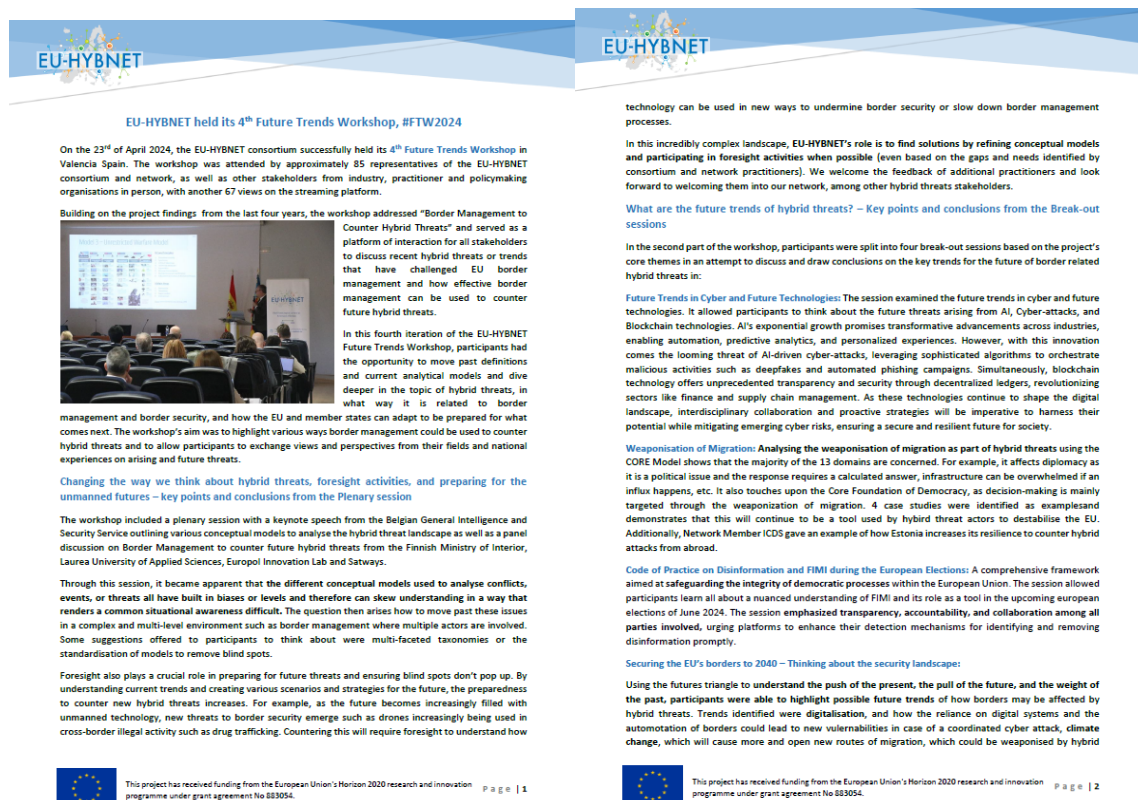 EU-HYBNET
EU-HYBNET held its 4th Future Trends Workshop, #FTW2024
On the 23rd of April 2024, the EU-HYBNET consortium successfully held its 4th Future Trends Workshop in
Valencia Spain. The workshop was attended by approximately 85 representatives of the EU-HYBNET
consortium and network, as well as other stakeholders from industry, practitioner and policymaking
organisations in person, with another 67 views on the streaming platform.
Building on the project findings from the last four years, the workshop addressed “Border Management to
Counter Hybrid Threats” and served as a
platform of interaction for all stakeholders
to discuss recent hybrid threats or trends
that have challenged EU border
management and how effective border
management can be used to counter
future hybrid threats.
In this fourth iteration of the EU-HYBNET
Future Trends Workshop, participants had
the opportunity to move past definitions
and current analytical models and dive
deeper in the topic of hybrid threats, in
what way it is related to border
management and border security, and how the EU and member states can adapt to be prepared for what
comes next. The workshop’s aim was to highlight various ways border management could be used to counter
hybrid threats and to allow participants to exchange views and perspectives from their fields and national
experiences on arising and future threats.
Changing the way we think about hybrid threats, foresight activities, and preparing for the
unmanned futures – key points and conclusions from the Plenary session
The workshop included a plenary session with a keynote speech from the Belgian General Intelligence and
Security Service outlining various conceptual models to analyse the hybrid threat landscape as well as a panel
discussion on Border Management to counter future hybrid threats from the Finnish Ministry of Interior,
Laurea University of Applied Sciences, Europol Innovation Lab and Satways.
Through this session, it became apparent that the different conceptual models used to analyse conflicts,
events, or threats all have built in biases or levels and therefore can skew understanding in a way that
renders a common situational awareness difficult. The question then arises how to move past these issues
in a complex and multi-level environment such as border management where multiple actors are involved.
Some suggestions offered to participants to think about were multi-faceted taxonomies or the
standardisation of models to remove blind spots.
Foresight also plays a crucial role in preparing for future threats and ensuring blind spots don’t pop up. By
understanding current trends and creating various scenarios and strategies for the future, the preparedness
to counter new hybrid threats increases. For example, as the future becomes increasingly filled with
unmanned technology, new threats to border security emerge such as drones increasingly being used in
cross-border illegal activity such as drug trafficking. Countering this will require foresight to understand how
This project has received funding from the European Union’s Horizon 2020 research and innovation
programme under grant agreement No 883054.
Page | 1
EU-HYBNET
technology can be used in new ways to undermine border security or slow down border management
processes.
In this incredibly complex landscape, EU-HYBNET’s role is to find solutions by refining conceptual models
and participating in foresight activities when possible (even based on the gaps and needs identified by
consortium and network practitioners). We welcome the feedback of additional practitioners and look
forward to welcoming them into our network, among other hybrid threats stakeholders.
What are the future trends of hybrid threats? – Key points and conclusions from the Break-out
sessions
In the second part of the workshop, participants were split into four break-out sessions based on the project’s
core themes in an attempt to discuss and draw conclusions on the key trends for the future of border related
hybrid threats in:
Future Trends in Cyber and Future Technologies: The session examined the future trends in cyber and future
technologies. It allowed participants to think about the future threats arising from AI, Cyber-attacks, and
Blockchain technologies. AI’s exponential growth promises transformative advancements across industries,
enabling automation, predictive analytics, and personalized experiences. However, with this innovation
comes the looming threat of AI-driven cyber-attacks, leveraging sophisticated algorithms to orchestrate
malicious activities such as deepfakes and automated phishing campaigns. Simultaneously, blockchain
technology offers unprecedented transparency and security through decentralized ledgers, revolutionizing
sectors like finance and supply chain management. As these technologies continue to shape the digital
landscape, interdisciplinary collaboration and proactive strategies will be imperative to harness their
potential while mitigating emerging cyber risks, ensuring a secure and resilient future for society.
Weaponisation of Migration: Analysing the weaponisation of migration as part of hybrid threats using the
CORE Model shows that the majority of the 13 domains are concerned. For example, it affects diplomacy as
it is a political issue and the response requires a calculated answer, infrastructure can be overwhelmed if an
influx happens, etc. It also touches upon the Core Foundation of Democracy, as decision-making is mainly
targeted through the weaponization of migration. 4 case studies were identified as examplesand
demonstrates that this will continue to be a tool used by hybird threat actors to destabilise the EU.
Additionally, Network Member ICDS gave an example of how Estonia increases its resilience to counter hybrid
attacks from abroad.
Code of Practice on Disinformation and FIMI during the European Elections: A comprehensive framework
aimed at safeguarding the integrity of democratic processes within the European Union. The session allowed
participants learn all about a nuanced understanding of FIMI and its role as a tool in the upcoming european
elections of June 2024. The session emphasized transparency, accountability, and collaboration among all
parties involved, urging platforms to enhance their detection mechanisms for identifying and removing
disinformation promptly.
Securing the EU’s borders to 2040 – Thinking about the security landscape:
Using the futures triangle to understand the push of the present, the pull of the future, and the weight of
the past, participants were able to highlight possible future trends of how borders may be affected by
hybrid threats. Trends identified were digitalisation, and how the reliance on digital systems and the
automotation of borders could lead to new vulernabilities in case of a coordinated cyber attack, climate
change, which will cause more and open new routes of migration, which could be weaponised by hybrid
This project has received funding from the European Union’s Horizon 2020 research and innovation
programme under grant agreement No 883054.
Page | 2